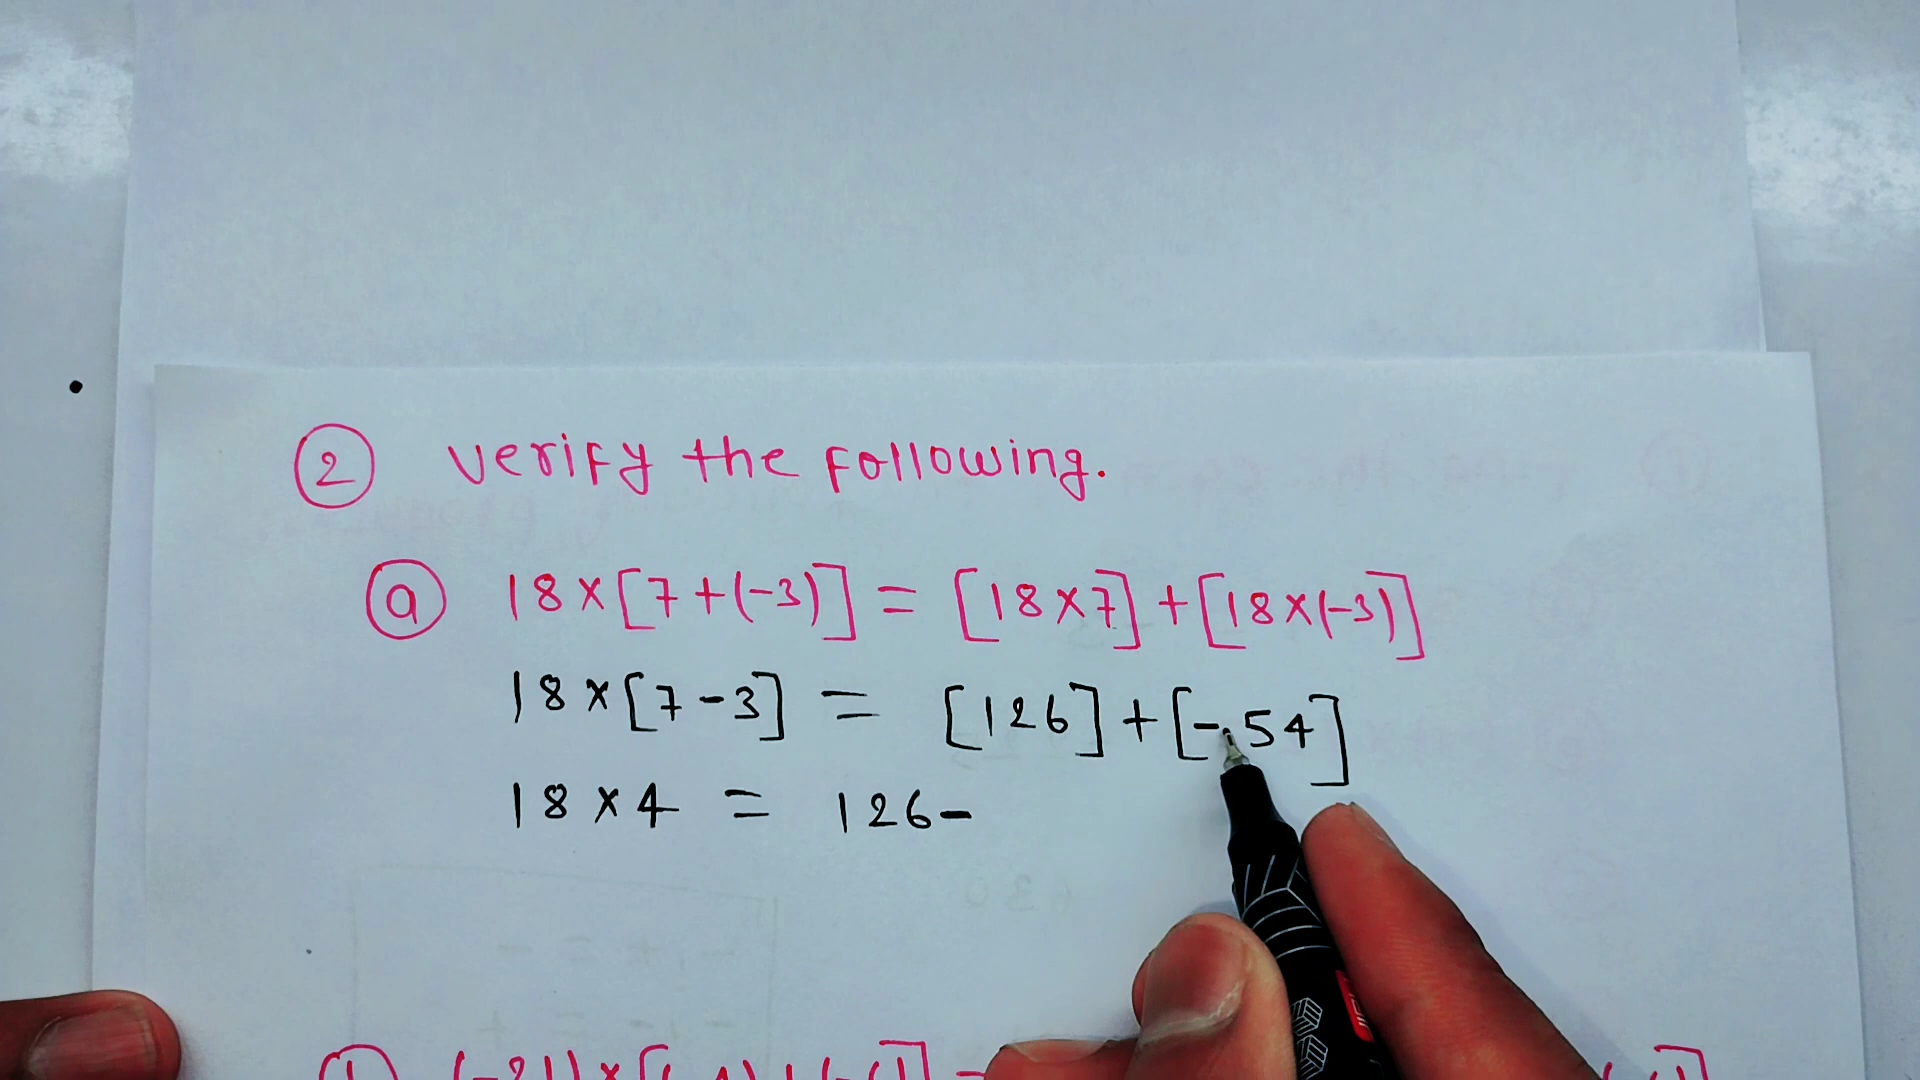 2 Verify the following.
a 18×[7+(-3)] = [18×7]+[18×(-3)]
18×[7-3] = [126]+[-54]
18×4 = 126-